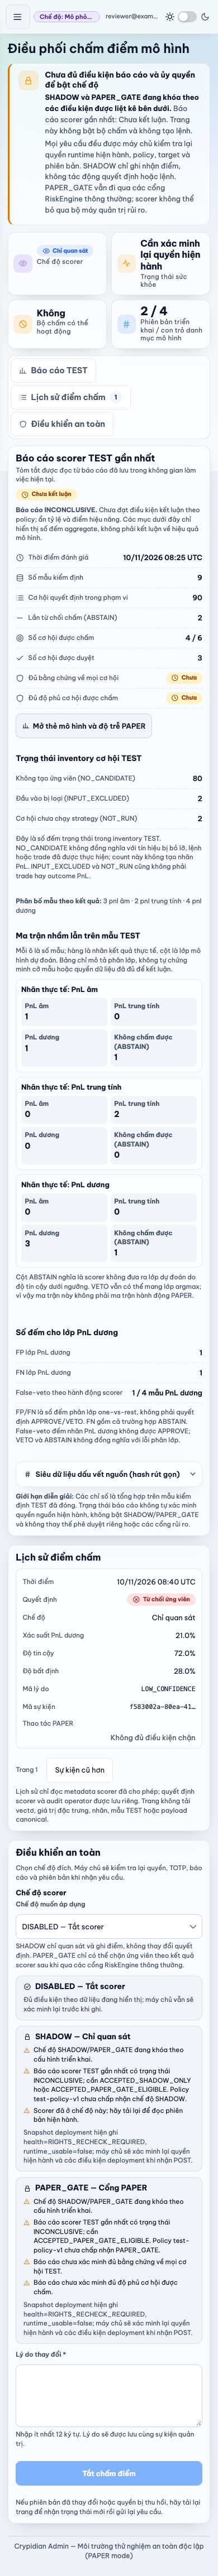 Chế độ: Mô phỏ...
reviewer@exam...
Điều phối chấm điểm mô hình
Chưa đủ điều kiện báo cáo và ủy quyền để bật chế độ
SHADOW và PAPER_GATE đang khóa theo các điều kiện được liệt kê bên dưới. Báo cáo scorer gần nhất: Chưa kết luận. Trang này không bật bộ chấm và không cấp quyền hoạt động.
Mọi yêu cầu đều được máy chủ kiểm tra lại quyền runtime hiện hành, policy, target và phiên bản. SHADOW chỉ ghi nhận điểm, không tác động quyết định hoặc lệnh. PAPER_GATE vẫn đi qua các cổng RiskEngine thông thường; scorer không thể bỏ qua bộ máy quản trị rủi ro.
Chỉ quan sát
Chế độ scorer
Cần xác minh lại quyền hiện hành
Trạng thái sức khỏe
Không
Bộ chấm có thể hoạt động
2 / 4
Phiên bản triển khai / con trỏ danh mục mô hình
Báo cáo TEST
Lịch sử điểm chấm 1
Điều khiển an toàn
Báo cáo scorer TEST gần nhất
Tóm tắt được đọc từ báo cáo đã lưu trong không gian làm việc hiện tại.
Chưa kết luận
Báo cáo INCONCLUSIVE. Chưa đạt điều kiện kết luận theo policy; ẩn tỷ lệ và điểm hiệu năng. Các mục dưới đây chỉ hiển thị số đếm aggregate, không phải kết luận về hiệu quả mô hình.
Thời điểm đánh giá 10/11/2026 08:25 UTC
Số mẫu kiểm định 9
Cơ hội quyết định trong phạm vi 90
Lần từ chối chấm (ABSTAIN) 2
Số cơ hội được chấm 4 / 6
Số cơ hội được duyệt 3
Đủ bằng chứng về mọi cơ hội Chưa
Đủ độ phủ cơ hội được chấm Chưa
Mở thẻ mô hình và độ trễ PAPER
Trạng thái inventory cơ hội TEST
Không tạo ứng viên (NO_CANDIDATE) 80
Đầu vào bị loại (INPUT_EXCLUDED) 2
Cơ hội chưa chạy strategy (NOT_RUN) 2
Đây là số đếm trạng thái trong inventory TEST. NO_CANDIDATE không đồng nghĩa với tín hiệu bị bỏ lỡ, lệnh hoặc trade đã được thực hiện; count này không tạo nhãn PnL. INPUT_EXCLUDED và NOT_RUN cũng không phải trade hay outcome PnL.
Phân bố mẫu theo kết quả: 3 pnl âm · 2 pnl trung tính · 4 pnl dương
Ma trận nhầm lẫn trên mẫu TEST
Mỗi ô là số mẫu; hàng là nhãn kết quả thực tế, cột là lớp mô hình dự đoán. Bảng chỉ mô tả phân lớp, không tự chứng minh cỡ mẫu hoặc quyền dữ liệu đã đủ để kết luận.
Nhãn thực tế: PnL âm
PnL âm
1
PnL trung tính
0
PnL dương
1
Không chấm được (ABSTAIN)
1
Nhãn thực tế: PnL trung tính
PnL âm
0
PnL trung tính
2
PnL dương
0
Không chấm được (ABSTAIN)
0
Nhãn thực tế: PnL dương
PnL âm
0
PnL trung tính
0
PnL dương
3
Không chấm được (ABSTAIN)
1
Cột ABSTAIN nghĩa là scorer không đưa ra lớp dự đoán do độ tin cậy dưới ngưỡng. VETO vẫn có thể mang lớp argmax; vì vậy ma trận này không phải ma trận hành động PAPER.
Số đếm cho lớp PnL dương
FP lớp PnL dương 1
FN lớp PnL dương 1
False-veto theo hành động scorer 1 / 4 mẫu PnL dương
FP/FN là số đếm phân lớp one-vs-rest, không phải quyết định APPROVE/VETO. FN gồm cả trường hợp ABSTAIN. False-veto đếm nhãn PnL dương không được APPROVE; VETO và ABSTAIN không đồng nghĩa với lỗi phân lớp.
Siêu dữ liệu dấu vết nguồn (hash rút gọn)
Giới hạn diễn giải: Các chỉ số là tổng hợp trên mẫu kiểm định TEST đã đóng. Trạng thái báo cáo không tự xác minh quyền nguồn hiện hành, không bật SHADOW/PAPER_GATE và không thay thế phê duyệt riêng hoặc các cổng rủi ro.
Lịch sử điểm chấm
Thời điểm 10/11/2026 08:40 UTC
Quyết định Từ chối ứng viên
Chế độ Chỉ quan sát
Xác suất PnL dương 21.0%
Độ tin cậy 72.0%
Độ bất định 28.0%
Mã lý do LOW_CONFIDENCE
Mã sự kiện f583002a–80ea–41…
Thao tác PAPER
Không đủ điều kiện chặn
Trang 1 Sự kiện cũ hơn
Lịch sử chỉ đọc metadata scorer đã cho phép; quyết định scorer và audit operator được lưu riêng. Trang không tải vectơ, giá trị đặc trưng, nhãn, mẫu TEST hoặc payload canonical.
Điều khiển an toàn
Chọn chế độ đích. Máy chủ sẽ kiểm tra lại quyền, TOTP, báo cáo và phiên bản khi nhận yêu cầu.
Chế độ scorer
Chế độ muốn áp dụng
DISABLED — Tắt scorer
SHADOW chỉ quan sát và ghi điểm, không thay đổi quyết định. PAPER_GATE chỉ có thể chặn ứng viên theo kết quả scorer sau khi qua các cổng RiskEngine thông thường.
DISABLED — Tắt scorer
Đủ điều kiện theo dữ liệu đang hiển thị; máy chủ vẫn sẽ xác minh lại trước khi ghi.
SHADOW — Chỉ quan sát
Chế độ SHADOW/PAPER_GATE đang khóa theo cấu hình triển khai.
Báo cáo scorer TEST gần nhất có trạng thái INCONCLUSIVE; cần ACCEPTED_SHADOW_ONLY hoặc ACCEPTED_PAPER_GATE_ELIGIBLE. Policy test-policy-v1 chưa chấp nhận chế độ SHADOW.
Scorer đã ở chế độ này; hãy tải lại để đọc phiên bản hiện hành.
Snapshot deployment hiện ghi health=RIGHTS_RECHECK_REQUIRED, runtime_usable=false; máy chủ sẽ xác minh lại quyền hiện hành và các điều kiện deployment khi nhận POST.
PAPER_GATE — Cổng PAPER
Chế độ SHADOW/PAPER_GATE đang khóa theo cấu hình triển khai.
Báo cáo scorer TEST gần nhất có trạng thái INCONCLUSIVE; cần ACCEPTED_PAPER_GATE_ELIGIBLE. Policy test-policy-v1 chưa chấp nhận PAPER_GATE.
Báo cáo chưa xác minh đủ bằng chứng về mọi cơ hội TEST.
Báo cáo chưa xác minh đủ độ phủ cơ hội được chấm.
Snapshot deployment hiện ghi health=RIGHTS_RECHECK_REQUIRED, runtime_usable=false; máy chủ sẽ xác minh lại quyền hiện hành và các điều kiện deployment khi nhận POST.
Lý do thay đổi *
Nhập ít nhất 12 ký tự. Lý do sẽ được lưu cùng sự kiện quản trị.
Tắt chấm điểm
Nếu phiên bản đã thay đổi hoặc quyền bị thu hồi, hãy tải lại trang để nhận trạng thái mới rồi gửi lại yêu cầu.
Crypidian Admin — Môi trường thử nghiệm an toàn độc lập (PAPER mode)